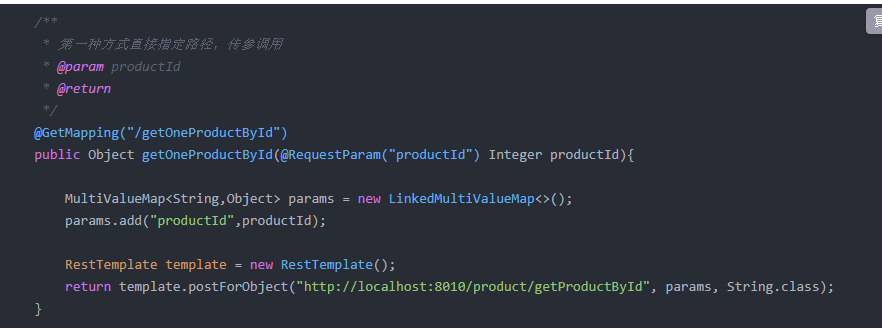 /**
 * 第一种方式直接指定路径，传参调用
 * @param productId
 * @return
 */
@GetMapping("/getOneProductById")
public Object getOneProductById(@RequestParam("productId") Integer productId){
MultiValueMap<String,Object> params = new LinkedMultiValueMap<>();
params.add("productId",productId);
RestTemplate template = new RestTemplate();
return template.postForObject("http://localhost:8010/product/getProductById", params, String.class);
}